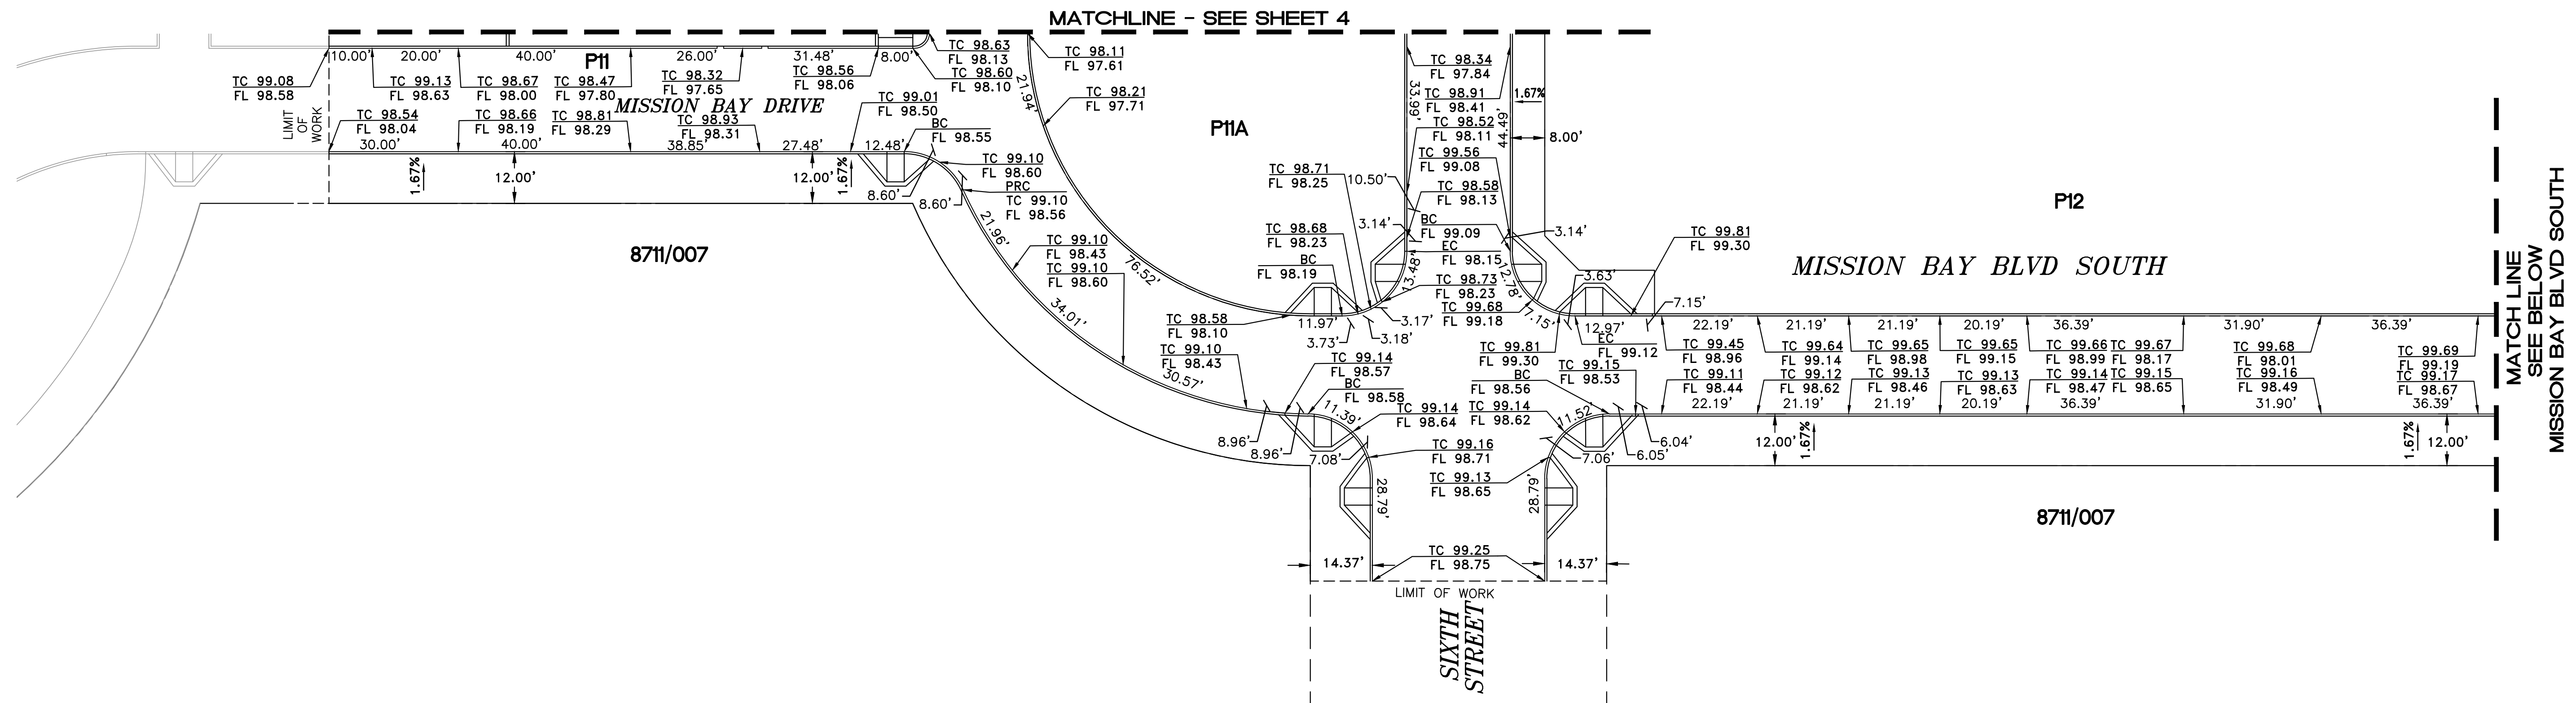 MATCHLINE - SEE SHEET 4
10.00'
20.00'
40.00'
P11
26.00'
31.48'
8.00'
TC 98.63
FL 98.13
TC 98.60
FL 98.10
TC 98.11
FL 97.61
TC 99.08
FL 98.58
TC 99.13
FL 98.63
TC 98.67
FL 98.00
TC 98.47
FL 97.80
TC 98.32
FL 97.65
TC 98.56
FL 98.06
MISSION BAY DRIVE
LIMIT
OF
WORK
TC 98.54
FL 98.04
TC 98.66
FL 98.19
TC 98.81
FL 98.29
TC 98.93
FL 98.31
TC 99.01
FL 98.50
BC
FL 98.55
30.00'
40.00'
38.85'
27.48'
12.48'
1.67%
12.00'
12.00'
1.67%
8.60'
8.60'
TC 99.10
FL 98.60
PRC
TC 99.10
FL 98.56
8711/007
21.94'
TC 98.21
FL 97.71
P11A
76.52'
21.96'
TC 99.10
FL 98.43
TC 99.10
FL 98.60
34.01'
30.57'
TC 98.34
FL 97.84
33.99'
TC 98.91
FL 98.41
TC 98.52
FL 98.11
TC 99.56
FL 99.08
1.67%
44.49'
8.00'
TC 98.71
FL 98.25
10.50'
TC 98.58
FL 98.13
3.14'
BC
FL 99.09
3.14'
TC 98.68
FL 98.23
EC
FL 98.15
BC
FL 98.19
13.48'
TC 98.73
FL 98.23
12.78'
3.63'
TC 99.81
FL 99.30
P12
MISSION BAY BLVD SOUTH
TC 98.58
FL 98.10
11.97'
3.73'
3.18'
3.17'
TC 99.68
FL 99.18
7.15'
12.97'
7.15'
TC 99.10
FL 98.43
TC 99.14
FL 98.57
TC 99.81
FL 99.30
EC
FL 99.12
TC 99.15
FL 98.53
BC
FL 98.58
BC
FL 98.56
11.39'
TC 99.14
FL 98.64
TC 99.14
FL 98.62
11.52'
8.96'
8.96'
7.08'
TC 99.16
FL 98.71
TC 99.13
FL 98.65
7.06'
6.05'
6.04'
28.79'
28.79'
TC 99.25
FL 98.75
14.37'
14.37'
LIMIT OF WORK
SIXTH
STREET
22.19'
21.19'
21.19'
20.19'
36.39'
31.90'
36.39'
TC 99.45
FL 98.96
TC 99.64
FL 99.14
TC 99.65
FL 98.98
TC 99.65
FL 99.15
TC 99.66
FL 98.99
TC 99.67
FL 98.17
TC 99.68
FL 98.01
TC 99.69
FL 99.19
TC 99.11
FL 98.44
TC 99.12
FL 98.62
TC 99.13
FL 98.46
TC 99.13
FL 98.63
TC 99.14
FL 98.47
TC 99.15
FL 98.65
TC 99.16
FL 98.49
TC 99.17
FL 98.67
22.19'
21.19'
21.19'
20.19'
36.39'
31.90'
36.39'
12.00'
1.67%
1.67%
12.00'
8711/007
MATCH LINE
SEE BELOW
MISSION BAY BLVD SOUTH